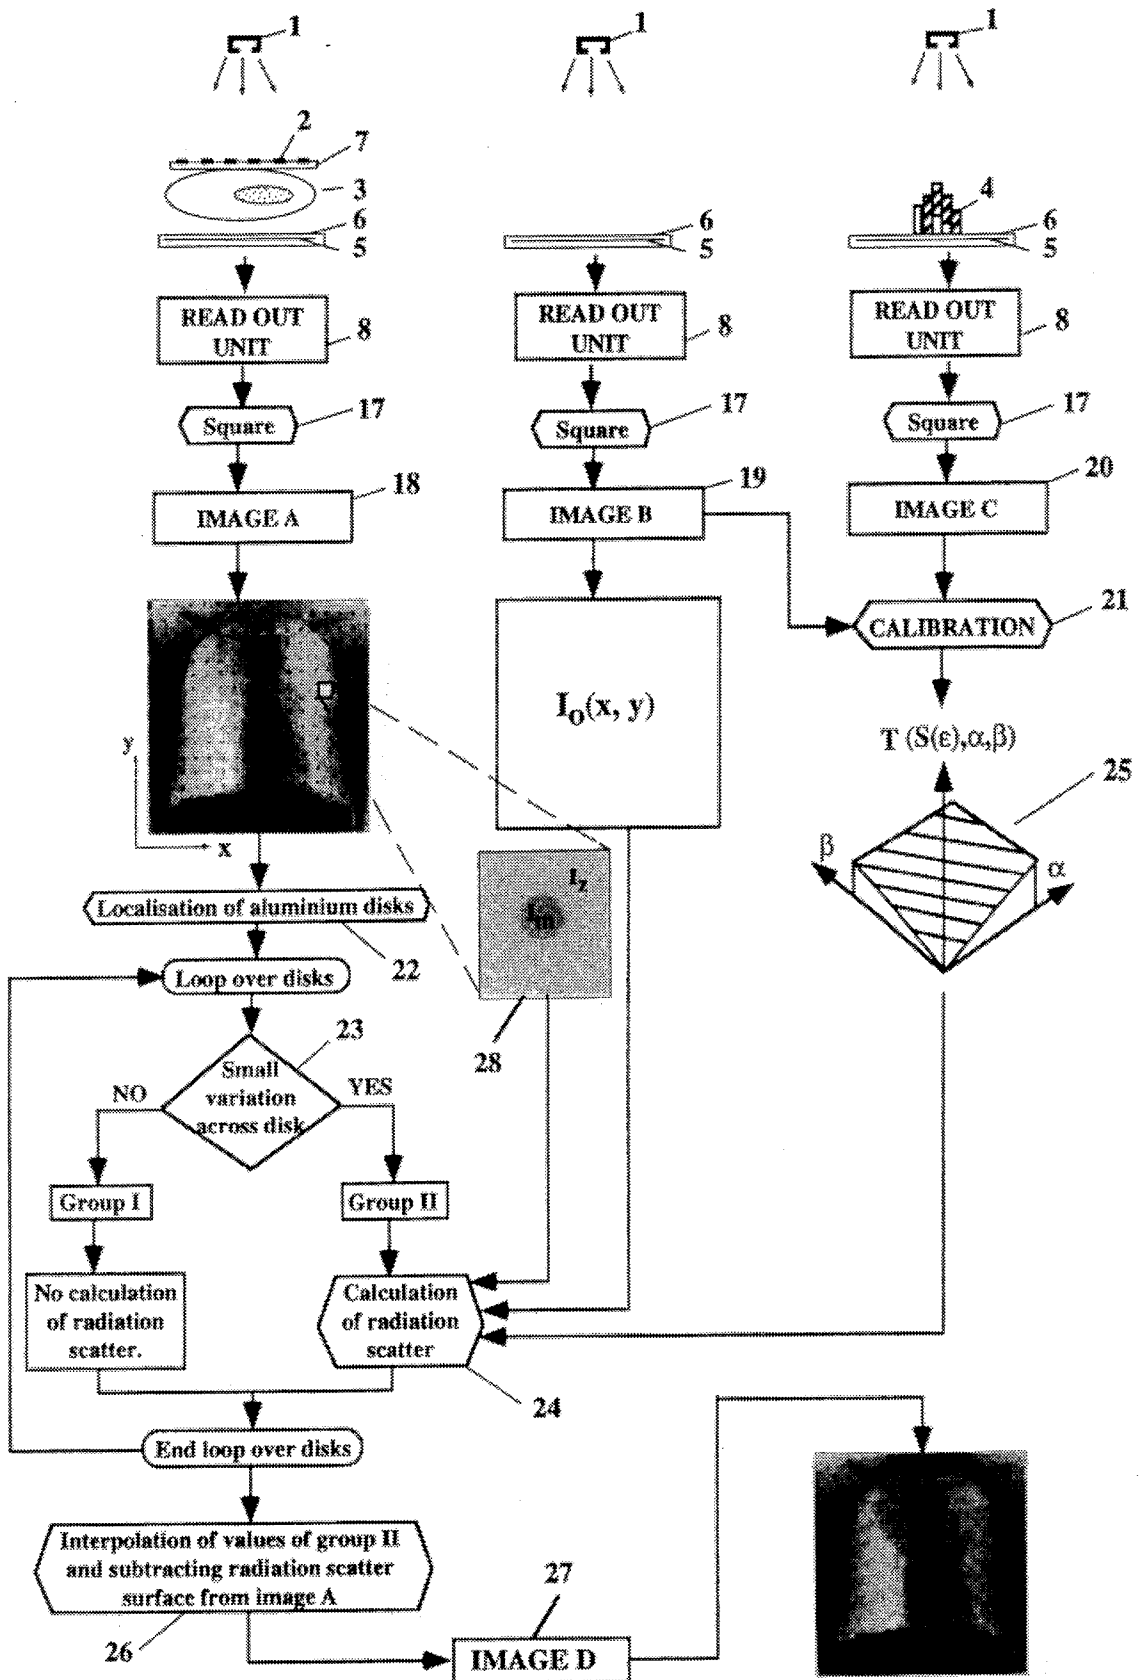 1
1
1
2
7
3
4
6
5
6
5
6
5
READ OUT
UNIT
8
READ OUT
UNIT
8
READ OUT
UNIT
8
Square
17
Square
17
Square
17
IMAGE A
18
IMAGE B
19
IMAGE C
20
CALIBRATION
21
y
x
I₀(x, y)
T (S(ε),α,β)
25
β
α
I_z
I_m
28
Localisation of aluminium disks
22
Loop over disks
Small
variation
across disk
23
NO
YES
Group I
Group II
No calculation
of radiation
scatter.
Calculation
of radiation
scatter
24
End loop over disks
Interpolation of values of group II
and subtracting radiation scatter
surface from image A
26
27
IMAGE D